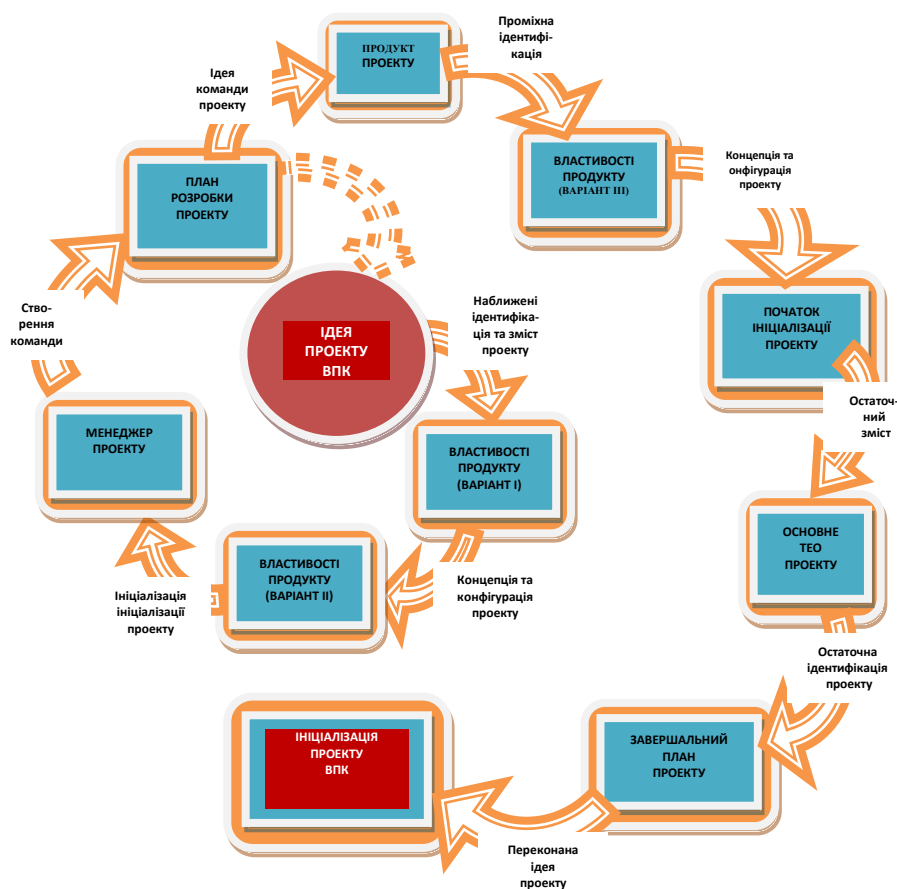 Проміхна
ідентифі-
кація
ПРОДУКТ
ПРОЕКТУ
Ідея
команди
проекту
ВЛАСТИВОСТІ
ПРОДУКТУ
(ВАРІАНТ ІІІ)
Концепція та
онфігурація
проекту
ПЛАН
РОЗРОБКИ
ПРОЕКТУ
Ство-
рення
команди
ІДЕЯ
ПРОЕКТУ
ВПК
Наближені
ідентифіка-
ція та зміст
проекту
ПОЧАТОК
ІНІЦІАЛІЗАЦІЇ
ПРОЕКТУ
Остаточ-
ний
зміст
МЕНЕДЖЕР
ПРОЕКТУ
ВЛАСТИВОСТІ
ПРОДУКТУ
(ВАРІАНТ І)
ОСНОВНЕ
ТЕО
ПРОЕКТУ
ВЛАСТИВОСТІ
ПРОДУКТУ
(ВАРІАНТ ІІ)
Ініціалізація
ініціалізації
проекту
Концепція та
конфігурація
проекту
Остаточна
ідентифікація
проекту
ІНІЦІАЛІЗАЦІЯ
ПРОЕКТУ
ВПК
ЗАВЕРШАЛЬНИЙ
ПЛАН
ПРОЕКТУ
Переконана
ідея
проекту